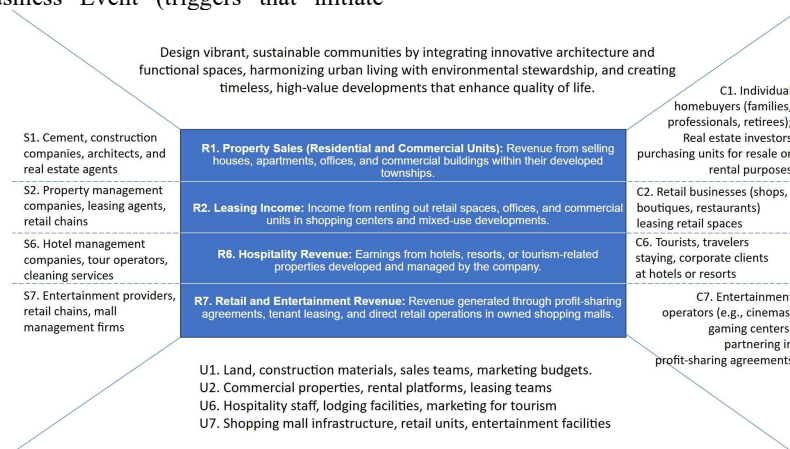 Business Event (triggers that initiate
Design vibrant, sustainable communities by integrating innovative architecture and
functional spaces, harmonizing urban living with environmental stewardship, and creating
timeless, high-value developments that enhance quality of life.
S1. Cement, construction
companies, architects, and
real estate agents
S2. Property management
companies, leasing agents,
retail chains
S6. Hotel management
companies, tour operators,
cleaning services
S7. Entertainment providers,
retail chains, mall
management firms
R1. Property Sales (Residential and Commercial Units): Revenue from selling
houses, apartments, offices, and commercial buildings within their developed
townships.
R2. Leasing Income: Income from renting out retail spaces, offices, and commercial
units in shopping centers and mixed-use developments.
R6. Hospitality Revenue: Earnings from hotels, resorts, or tourism-related
properties developed and managed by the company.
R7. Retail and Entertainment Revenue: Revenue generated through profit-sharing
agreements, tenant leasing, and direct retail operations in owned shopping malls.
C1. Individual
homebuyers (families,
professionals, retirees);
Real estate investors
purchasing units for resale or
rental purposes
C2. Retail businesses (shops,
boutiques, restaurants)
leasing retail spaces
C6. Tourists, travelers
staying, corporate clients
at hotels or resorts
C7. Entertainment
operators (e.g., cinemas,
gaming centers)
partnering in
profit-sharing agreements
U1. Land, construction materials, sales teams, marketing budgets.
U2. Commercial properties, rental platforms, leasing teams
U6. Hospitality staff, lodging facilities, marketing for tourism
U7. Shopping mall infrastructure, retail units, entertainment facilities